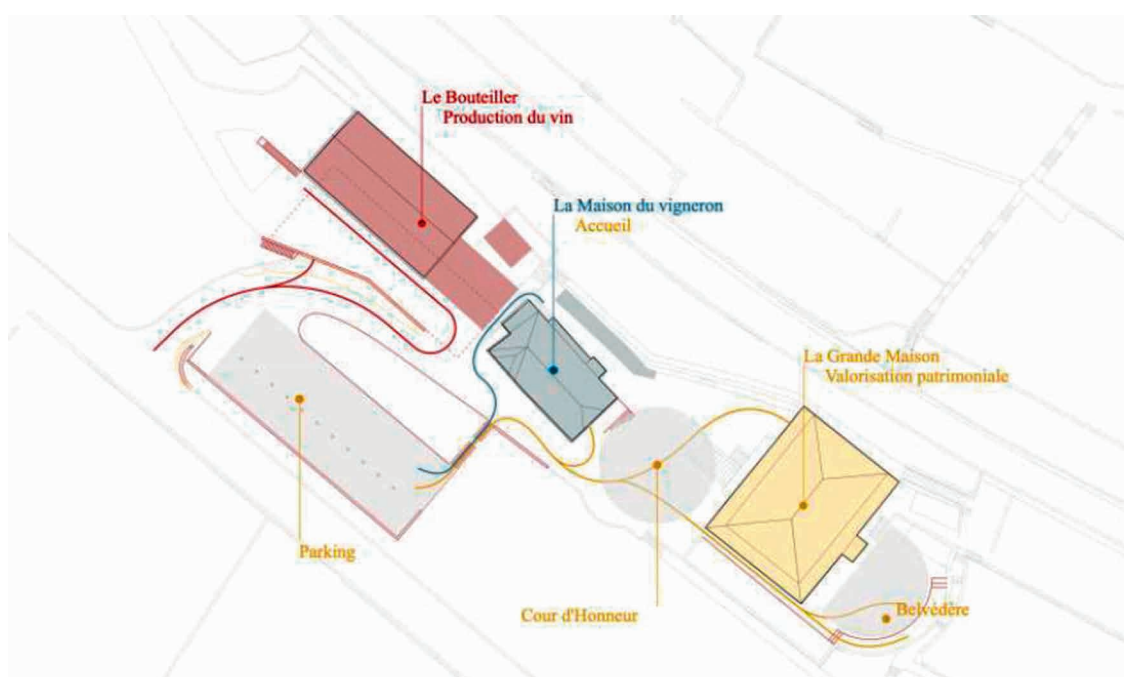 Le Bouteiller
Production du vin
La Maison du vigneron
Accueil
La Grande Maison
Valorisation patrimoniale
Parking
Cour d'Honneur
Belvédère